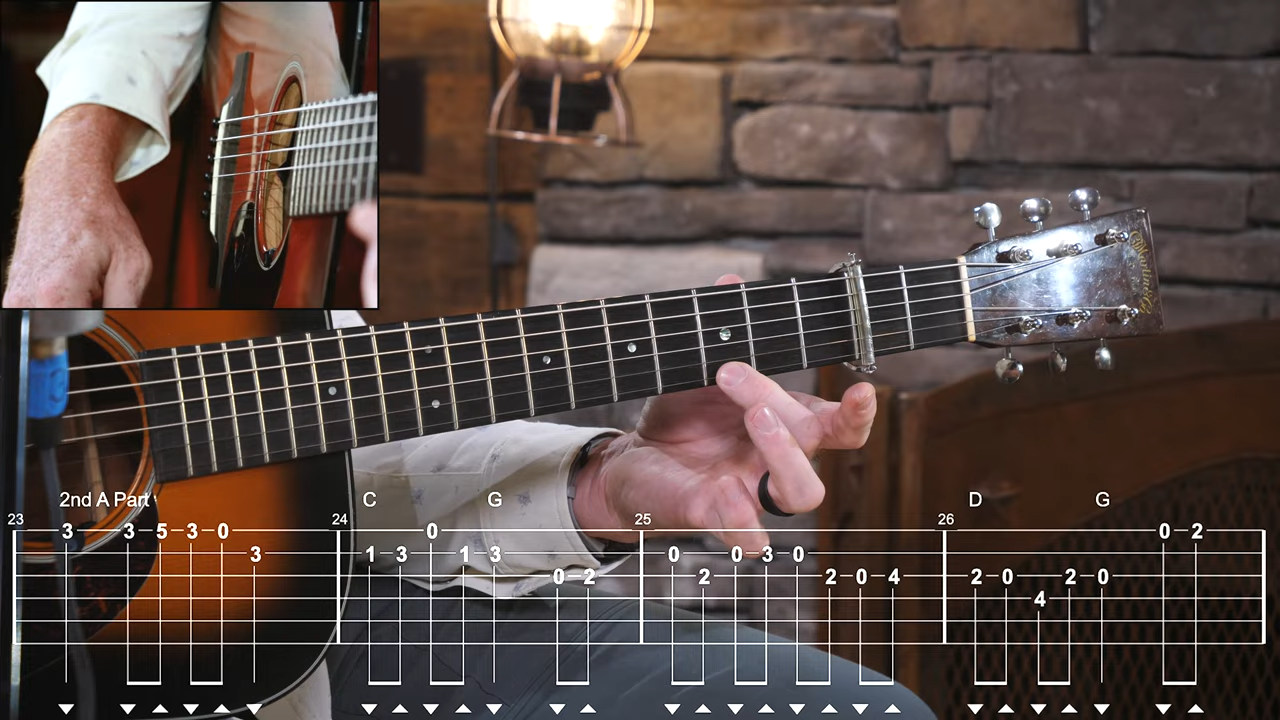 2nd A Part C G D G
23 24 25 26
3 3 5 3 0 0 0 2
3 1 3 1 3 0 0 3 0
0 2 2 2 0 4 2 0 2 0
4